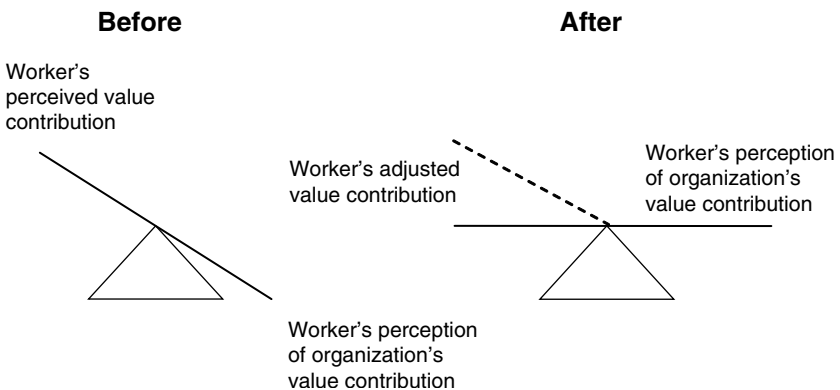 Before
Worker's
perceived value
contribution
Worker's perception
of organization's
value contribution
After
Worker's adjusted
value contribution
Worker's perception
of organization's
value contribution